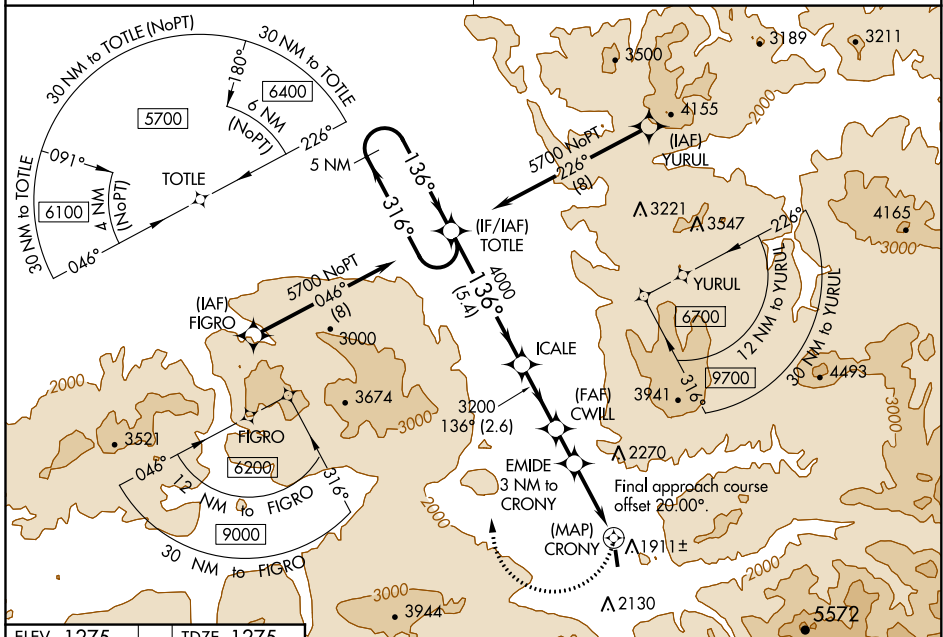 30 NM to TOTLE (NoPT)
30 NM to TOTLE
180°
6400
5700
6 NM
(NoPT)
226°
091°
TOTLE
4 NM
(NoPT)
6100
30 NM to TOTLE
046°
5 NM
136°
316°
(IF/IAF)
TOTLE
3500
3189
3211
2000
4155
(IAF)
YURUL
5700 NoPT
226°
(8)
3221
3547
4165
3000
226°
YURUL
6700
12 NM to YURUL
30 NM to YURUL
9700
316°
3941
4493
3000
5700 NoPT
046°
(8)
(IAF)
FIGRO
3000
4000
136°
(5.4)
ICALE
2000
3674
3000
3521
FIGRO
046°
6200
12 NM to FIGRO
316°
9000
30 NM to FIGRO
3200
136° (2.6)
(FAF)
CWILL
EMIDE
3 NM to
CRONY
2270
Final approach course
offset 20.00°.
2000
(MAP)
CRONY
1911±
2130
2000
3000
3944
5572
ELEV 1275
TDZE 1275